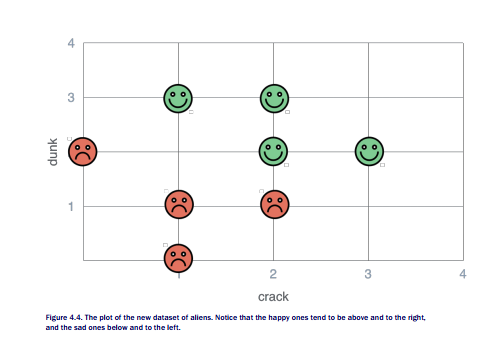 4
3
dunk
1
1
2
3
4
crack
Figure 4.4. The plot of the new dataset of aliens. Notice that the happy ones tend to be above and to the right,
and the sad ones below and to the left.